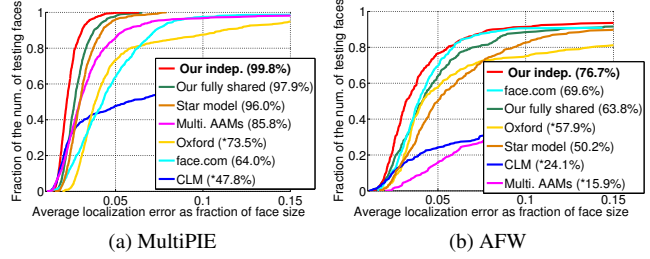 Fraction of the num. of testing faces
1
0.8
0.6
0.4
0.2
0
0.05
0.1
0.15
Average localization error as fraction of face size
Our indep. (99.8%)
Our fully shared (97.9%)
Star model (96.0%)
Multi. AAMs (85.8%)
Oxford (*73.5%)
face.com (64.0%)
CLM (*47.8%)
(a) MultiPIE
Fraction of the num. of testing faces
1
0.8
0.6
0.4
0.2
0
0.05
0.1
0.15
Average localization error as fraction of face size
Our indep. (76.7%)
face.com (69.6%)
Our fully shared (63.8%)
Oxford (*57.9%)
Star model (50.2%)
CLM (*24.1%)
Multi. AAMs (*15.9%)
(b) AFW